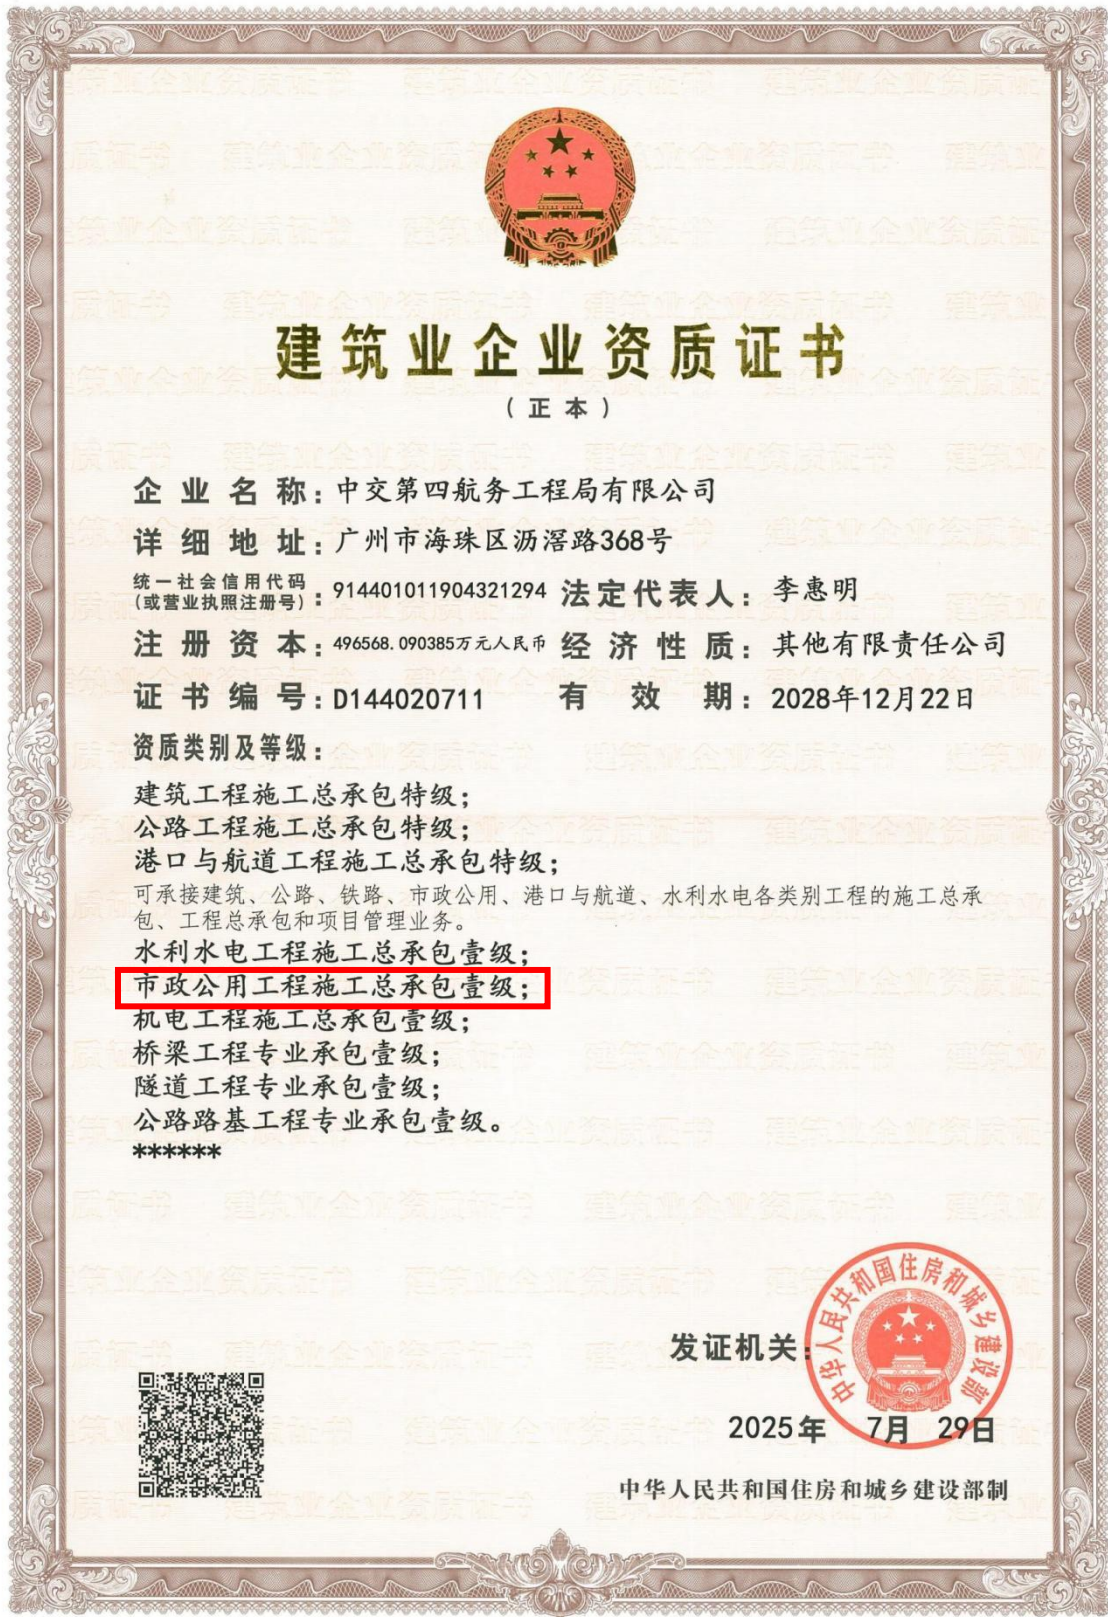 建筑业企业资质证书
（正本）
企业名称：中交第四航务工程局有限公司
详细地址：广州市海珠区沥滘路368号
统一社会信用代码
(或营业执照注册号)：914401011904321294 法定代表人：李惠明
注册资本：496568.090385万元人民币 经济性质：其他有限责任公司
证书编号：D144020711 有效期：2028年12月22日
资质类别及等级：
建筑工程施工总承包特级；
公路工程施工总承包特级；
港口与航道工程施工总承包特级；
可承接建筑、公路、铁路、市政公用、港口与航道、水利水电各类别工程的施工总承
包、工程总承包和项目管理业务。
水利水电工程施工总承包壹级；
市政公用工程施工总承包壹级；
机电工程施工总承包壹级；
桥梁工程专业承包壹级；
隧道工程专业承包壹级；
公路路基工程专业承包壹级。
******
中华人民共和国住房和城乡建设部
发证机关：
2025年 7月 29日
中华人民共和国住房和城乡建设部制